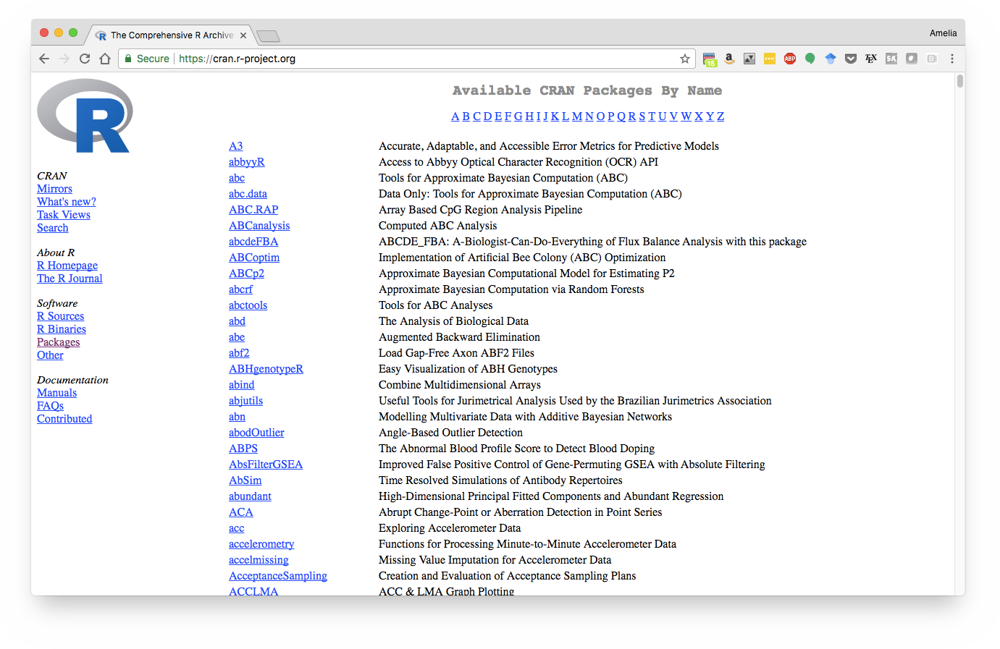 The Comprehensive R Archive
Amelia
Secure https://cran.r-project.org
15 a ABP TEX SA B
R
Available CRAN Packages By Name
A B C D E F G H I J K L M N O P Q R S T U V W X Y Z
CRAN
Mirrors
What's new?
Task Views
Search
About R
R Homepage
The R Journal
Software
R Sources
R Binaries
Packages
Other
Documentation
Manuals
FAQs
Contributed
A3 Accurate, Adaptable, and Accessible Error Metrics for Predictive Models
abbyyR Access to Abbyy Optical Character Recognition (OCR) API
abc Tools for Approximate Bayesian Computation (ABC)
abc.data Data Only: Tools for Approximate Bayesian Computation (ABC)
ABC.RAP Array Based CpG Region Analysis Pipeline
ABCanalysis Computed ABC Analysis
abcdeFBA ABCDE_FBA: A-Biologist-Can-Do-Everything of Flux Balance Analysis with this package
ABCoptim Implementation of Artificial Bee Colony (ABC) Optimization
ABCp2 Approximate Bayesian Computational Model for Estimating P2
abcrf Approximate Bayesian Computation via Random Forests
abctools Tools for ABC Analyses
abd The Analysis of Biological Data
abe Augmented Backward Elimination
abf2 Load Gap-Free Axon ABF2 Files
ABHgenotypeR Easy Visualization of ABH Genotypes
abind Combine Multidimensional Arrays
abjutils Useful Tools for Jurimetrical Analysis Used by the Brazilian Jurimetrics Association
abn Modelling Multivariate Data with Additive Bayesian Networks
abodOutlier Angle-Based Outlier Detection
ABPS The Abnormal Blood Profile Score to Detect Blood Doping
AbsFilterGSEA Improved False Positive Control of Gene-Permuting GSEA with Absolute Filtering
AbSim Time Resolved Simulations of Antibody Repertoires
abundant High-Dimensional Principal Fitted Components and Abundant Regression
ACA Abrupt Change-Point or Aberration Detection in Point Series
acc Exploring Accelerometer Data
accelerometry Functions for Processing Minute-to-Minute Accelerometer Data
accelmissing Missing Value Imputation for Accelerometer Data
AcceptanceSampling Creation and Evaluation of Acceptance Sampling Plans
ACCLMA ACC & LMA Graph Plotting